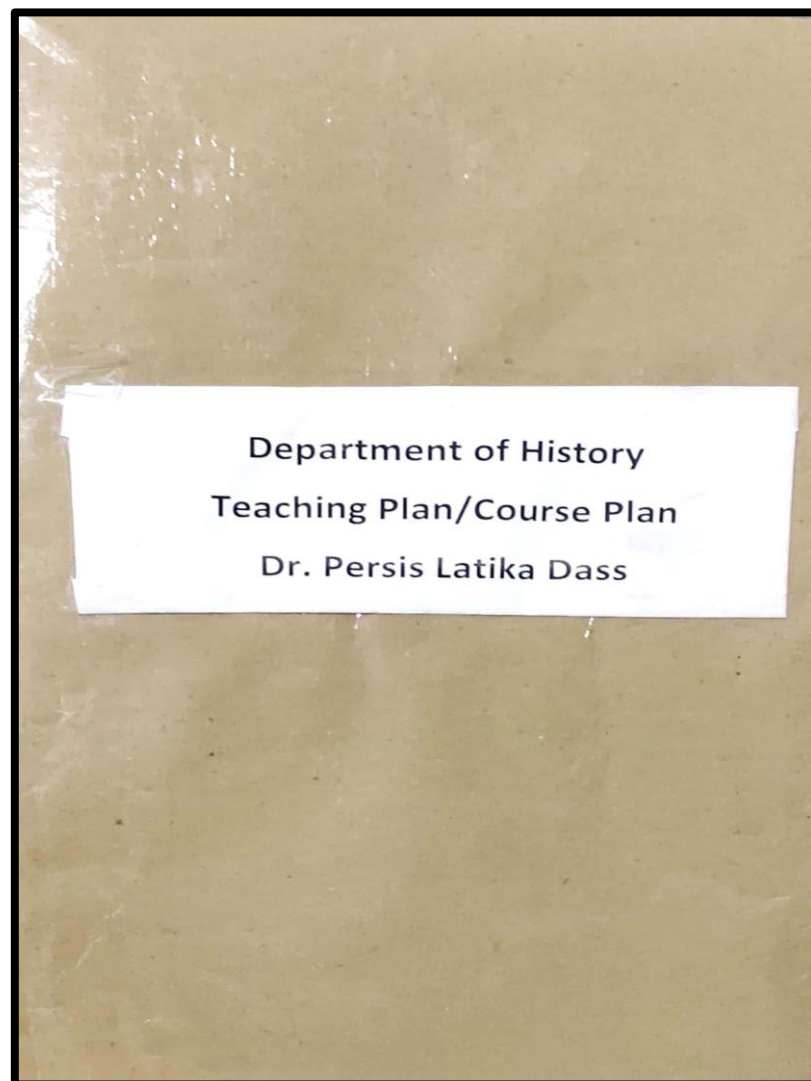 Department of History
Teaching Plan/Course Plan
Dr. Persis Latika Dass